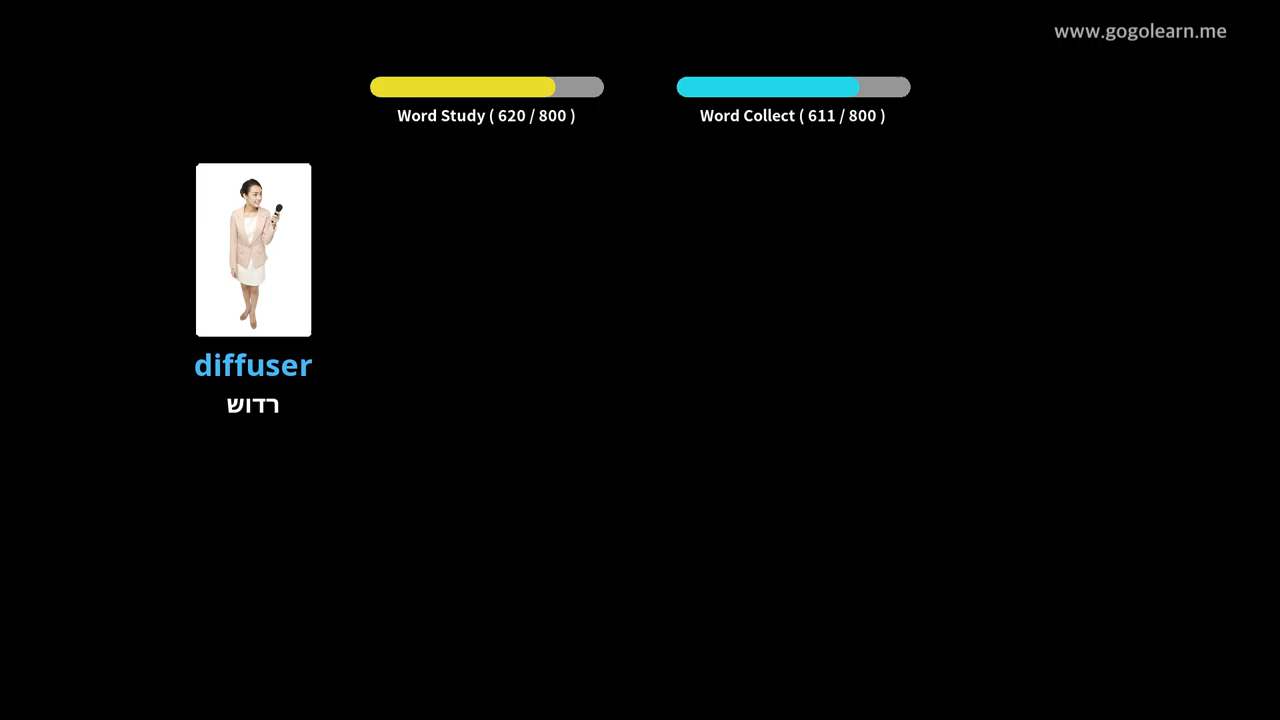 www.gogolearn.me
Word Study ( 620 / 800 )
Word Collect ( 611 / 800 )
diffuser
רדוש